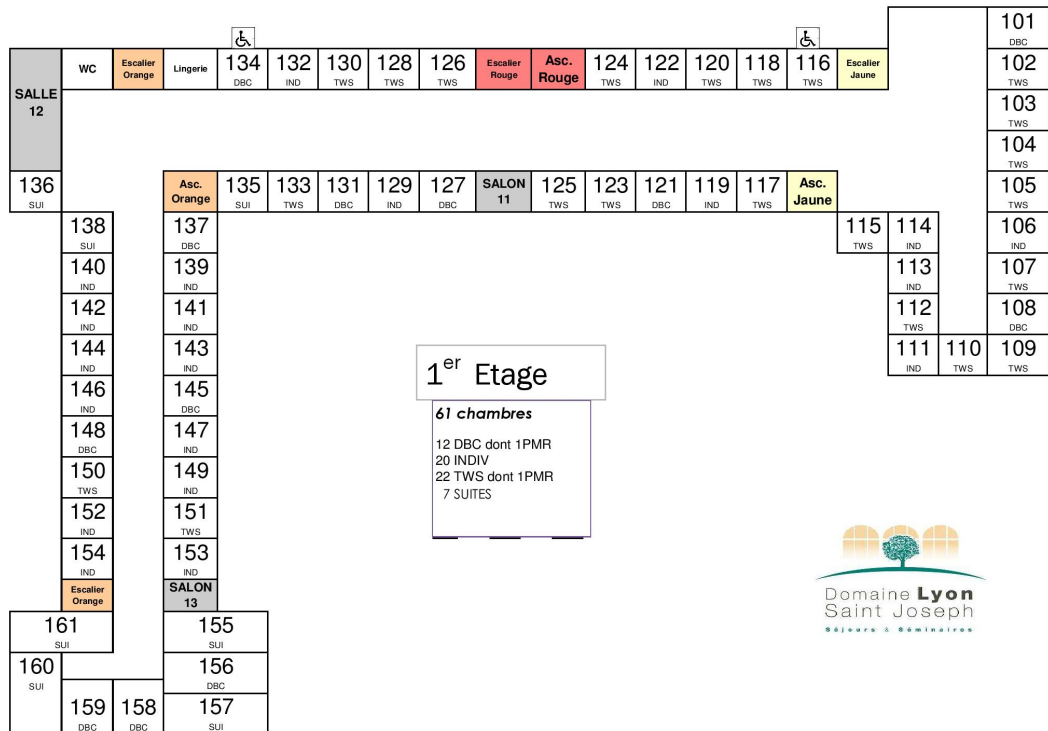 101
DBC
WC
Escalier
Orange
Lingerie
134
DBC
132
IND
130
TWS
128
TWS
126
TWS
Escalier
Rouge
Asc.
Rouge
124
TWS
122
IND
120
TWS
118
TWS
116
TWS
Escalier
Jaune
102
TWS
SALLE
12
103
TWS
104
TWS
136
SUI
Asc.
Orange
135
SUI
133
TWS
131
DBC
129
IND
127
DBC
SALON
11
125
TWS
123
TWS
121
DBC
119
IND
117
TWS
Asc.
Jaune
105
TWS
138
SUI
137
DBC
115
TWS
114
IND
106
IND
140
IND
139
IND
113
IND
107
TWS
142
IND
141
IND
112
TWS
108
DBC
144
IND
143
IND
111
IND
110
TWS
109
TWS
1er Etage
146
IND
145
DBC
61 chambres
12 DBC dont 1PMR
20 INDIV
22 TWS dont 1PMR
7 SUITES
148
DBC
147
IND
150
TWS
149
IND
152
IND
151
TWS
154
IND
153
IND
Escalier
Orange
SALON
13
161
SUI
155
SUI
160
SUI
156
DBC
159
DBC
158
DBC
157
SUI
Domaine Lyon
Saint Joseph
Séjours & Séminaires